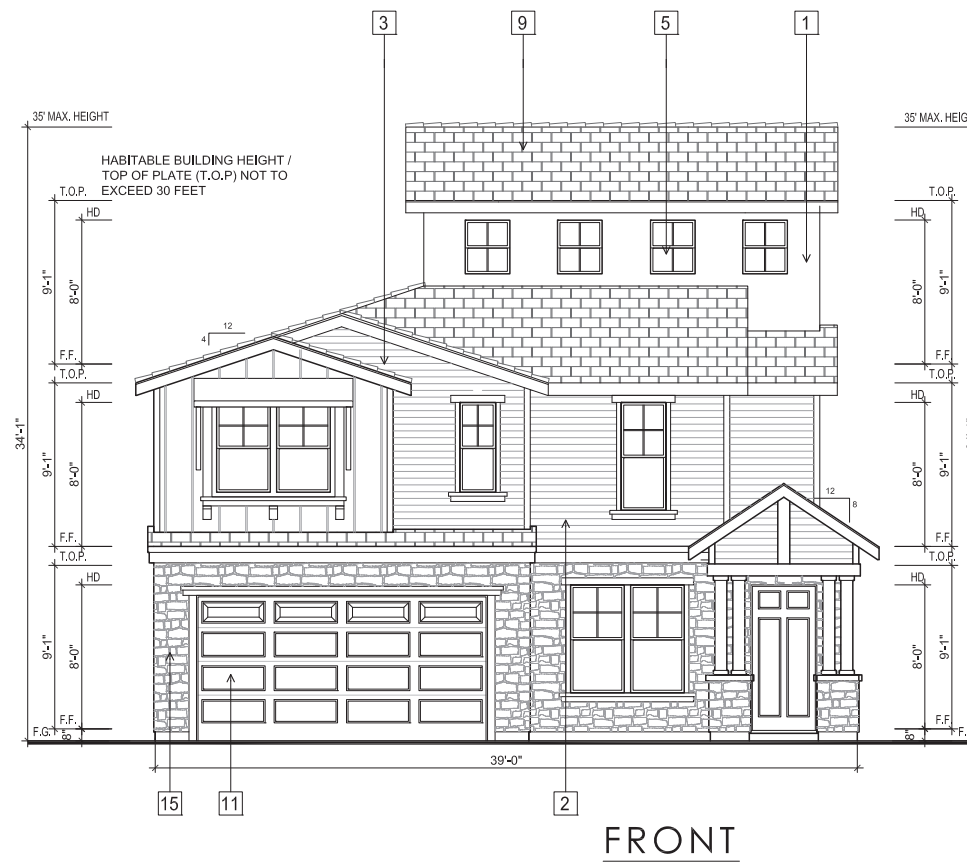 3
9
5
1
35' MAX. HEIGHT
35' MAX. HEIG
HABITABLE BUILDING HEIGHT /
TOP OF PLATE (T.O.P) NOT TO
EXCEED 30 FEET
T.O.P.
T.O.P.
HD
HD
9'-1"
8'-0"
8'-0"
9'-1"
12
4
F.F.
F.F.
T.O.P.
T.O.P.
HD
HD
34'-1"
9'-1"
8'-0"
8'-0"
9'-1"
12
8
F.F.
F.F.
T.O.P.
T.O.P.
HD
HD
9'-1"
8'-0"
8'-0"
9'-1"
F.F.
F.F.
F.G.
8"
8"
F.
39'-0"
15
11
2
FRONT